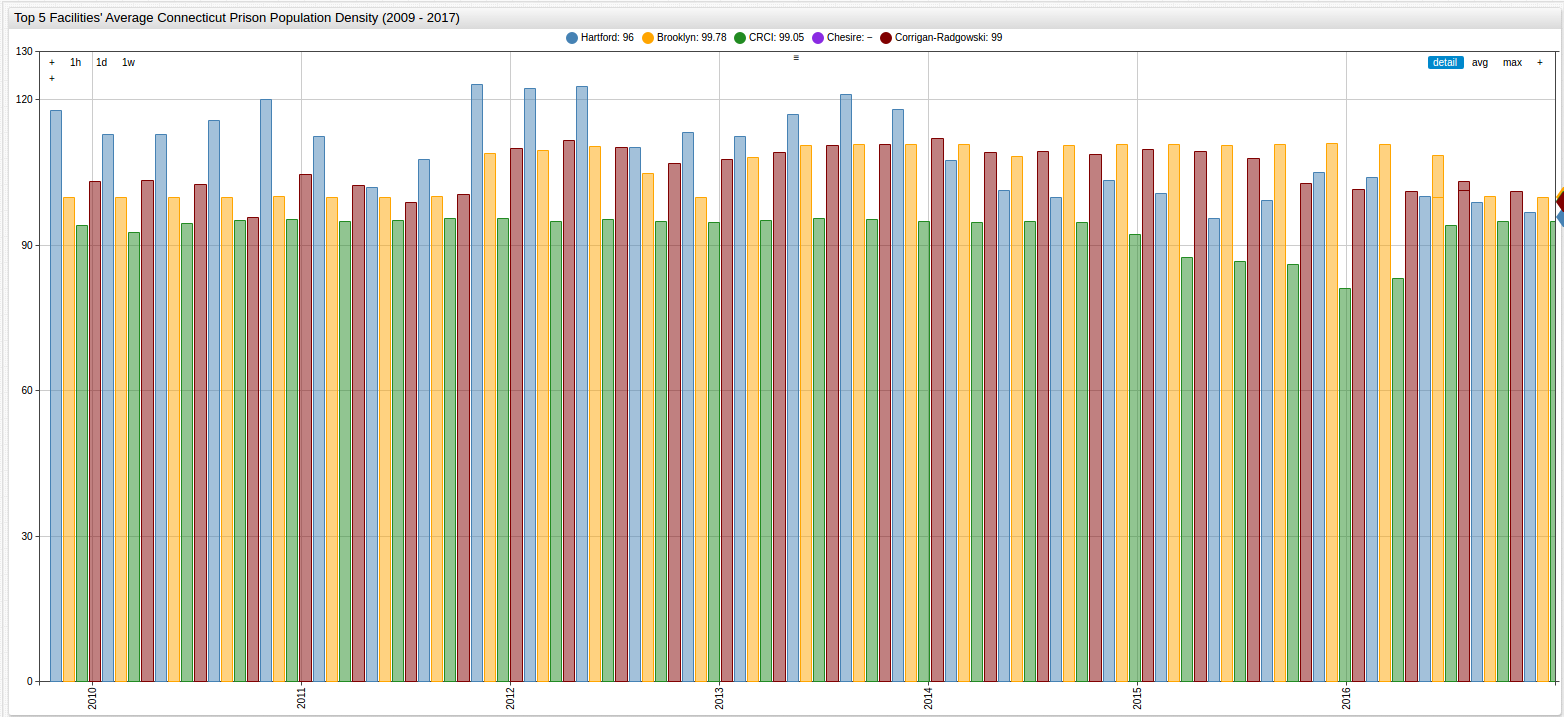 Top 5 Facilities' Average Connecticut Prison Population Density (2009 - 2017)
Hartford: 96 Brooklyn: 99.78 CRCI: 99.05 Chesire: – Corrigan-Radgowski: 99
130
+ 1h 1d 1w
detail avg max +
+
120
90
60
30
0
2010 2011 2012 2013 2014 2015 2016